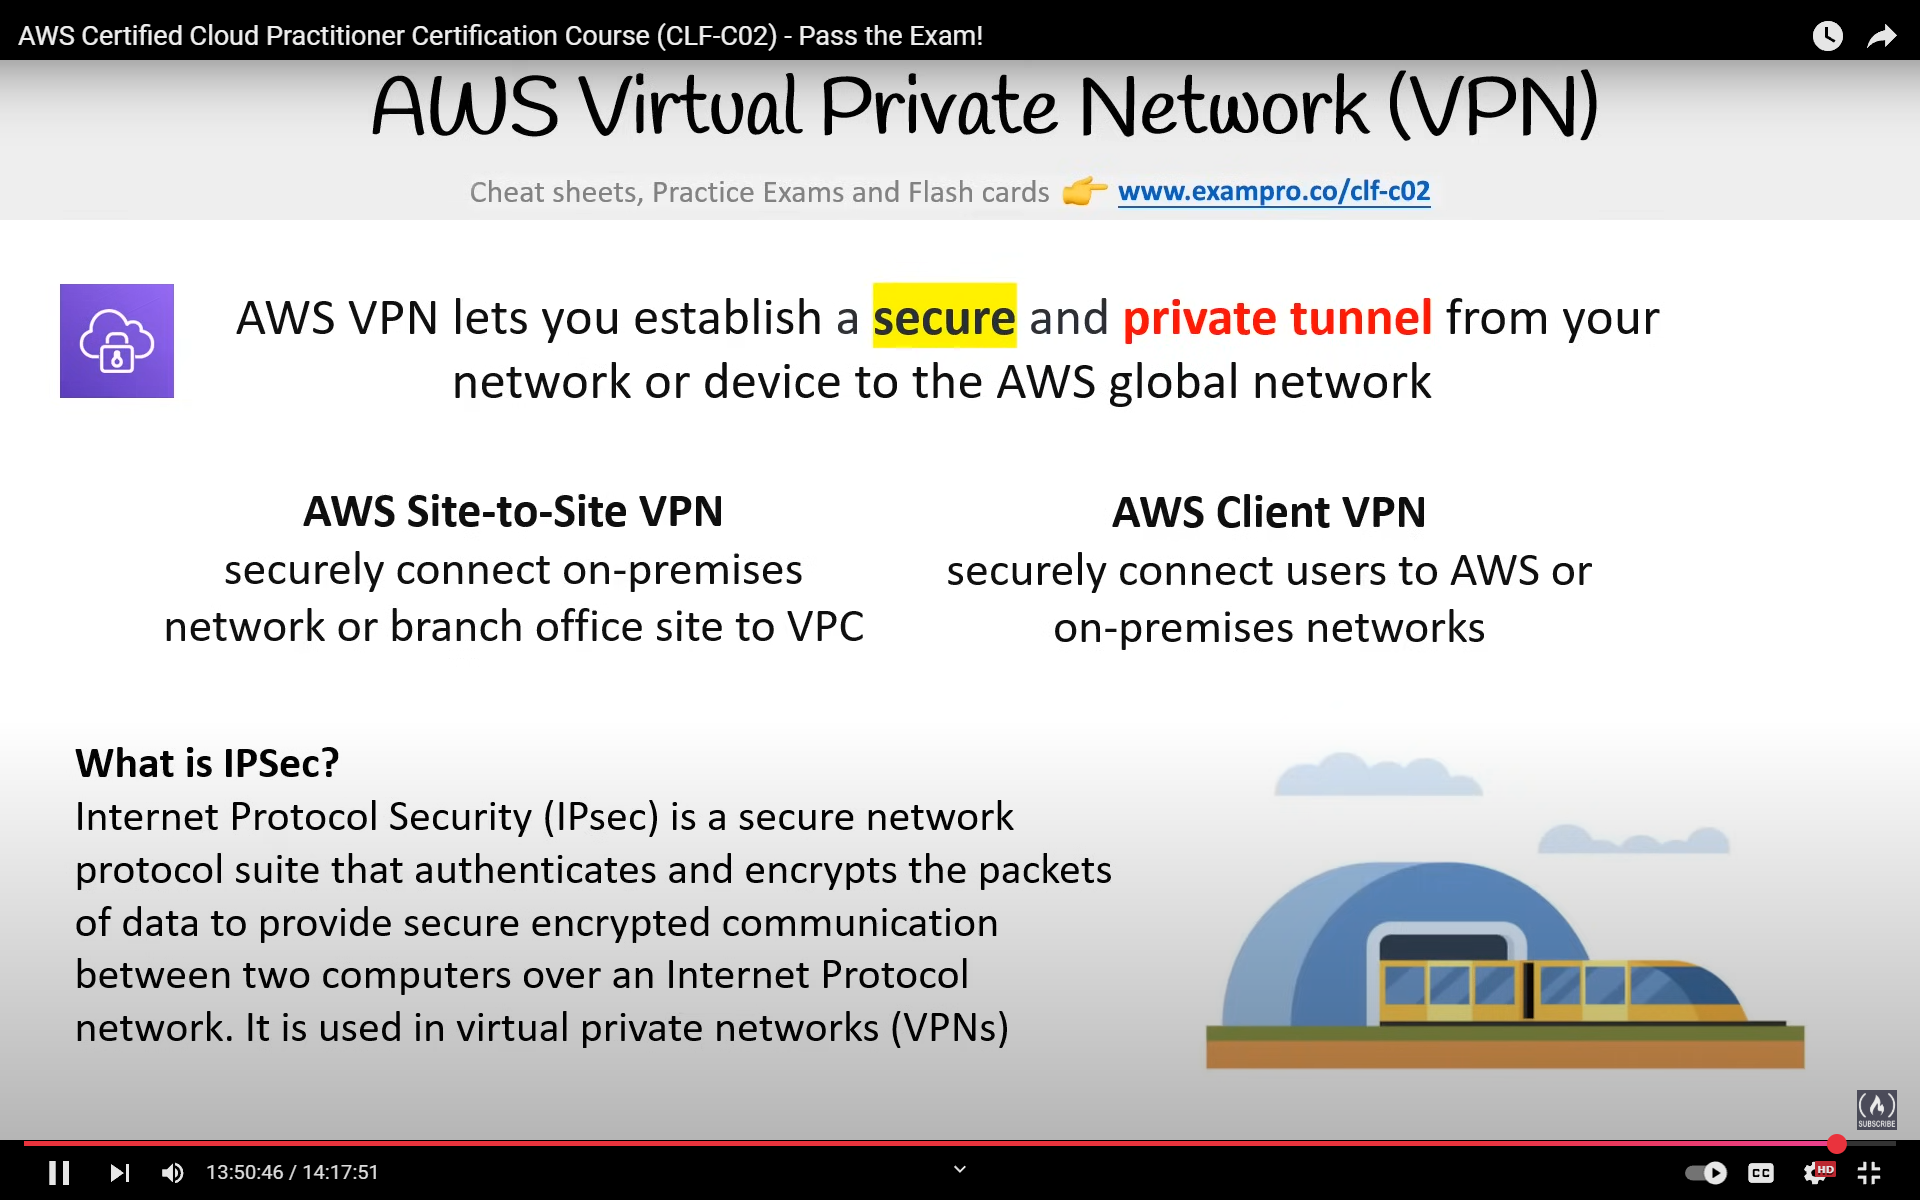 AWS Certified Cloud Practitioner Certification Course (CLF-C02) - Pass the Exam!
AWS Virtual Private Network (VPN)
Cheat sheets, Practice Exams and Flash cards 👉 www.exampro.co/clf-c02
AWS VPN lets you establish a secure and private tunnel from your
network or device to the AWS global network
AWS Site-to-Site VPN
securely connect on-premises
network or branch office site to VPC
AWS Client VPN
securely connect users to AWS or
on-premises networks
What is IPSec?
Internet Protocol Security (IPsec) is a secure network
protocol suite that authenticates and encrypts the packets
of data to provide secure encrypted communication
between two computers over an Internet Protocol
network. It is used in virtual private networks (VPNs)
SUBSCRIBE
13:50:46 / 14:17:51
CC
HD